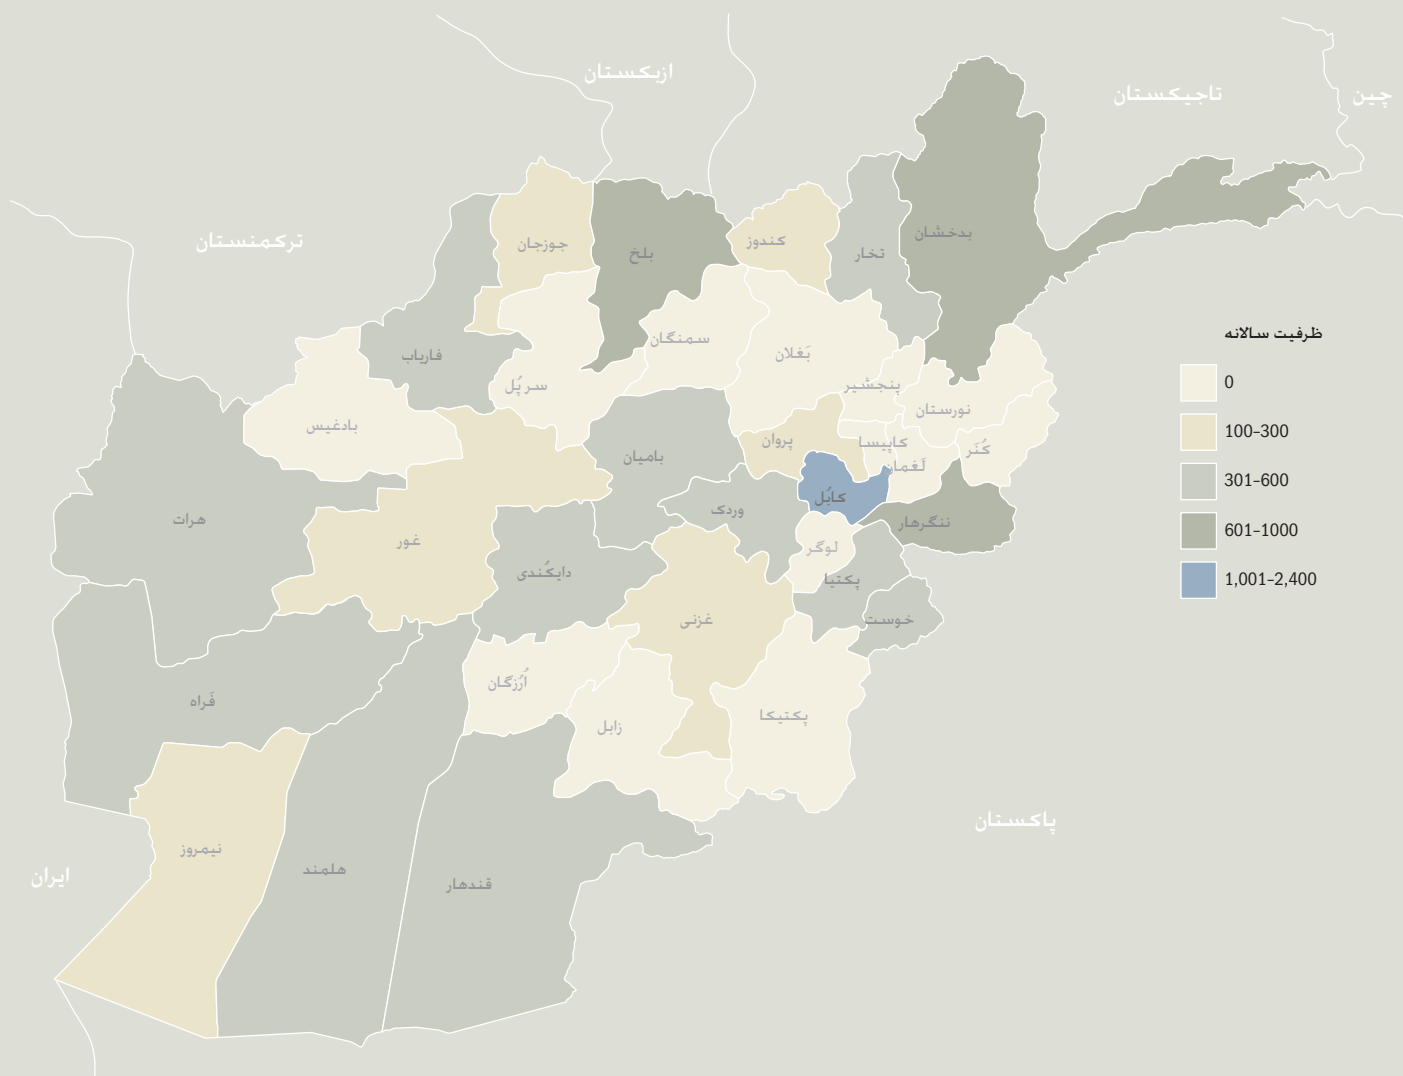 ازبکستان
تاجیکستان
چین
ترکمنستان
جوزجان
بلخ
کندوز
تخار
بدخشان
ظرفیت سالانه
فاریاب
سمنگان
بَغلان
0
سر پُل
پنجشیر
نورستان
بادغیس
100-300
پروان
کاپیسا
کُنَر
بامیان
لَغمان
301-600
کابُل
وردک
هرات
ننگرهار
601-1000
غور
لوگر
دایکُندی
پکتیا
1,001-2,400
غزنی
خوست
اُرُزگان
فَراه
پکتیکا
زابل
پاکستان
نیمروز
هلمند
قندهار
ایران